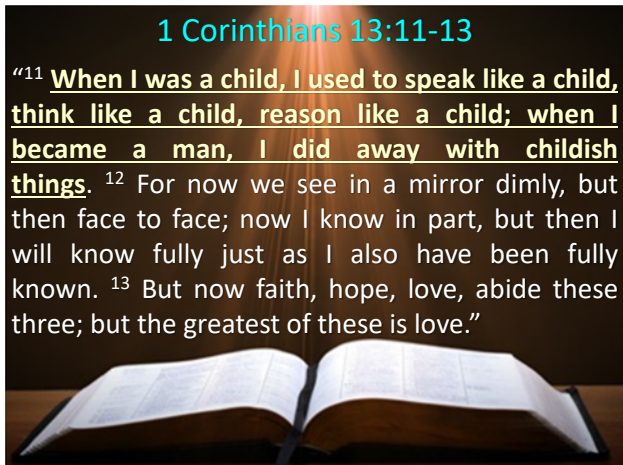 1 Corinthians 13:11-13
“11 When I was a child, I used to speak like a child,
think like a child, reason like a child; when I
became a man, I did away with childish
things. 12 For now we see in a mirror dimly, but
then face to face; now I know in part, but then I
will know fully just as I also have been fully
known. 13 But now faith, hope, love, abide these
three; but the greatest of these is love.”